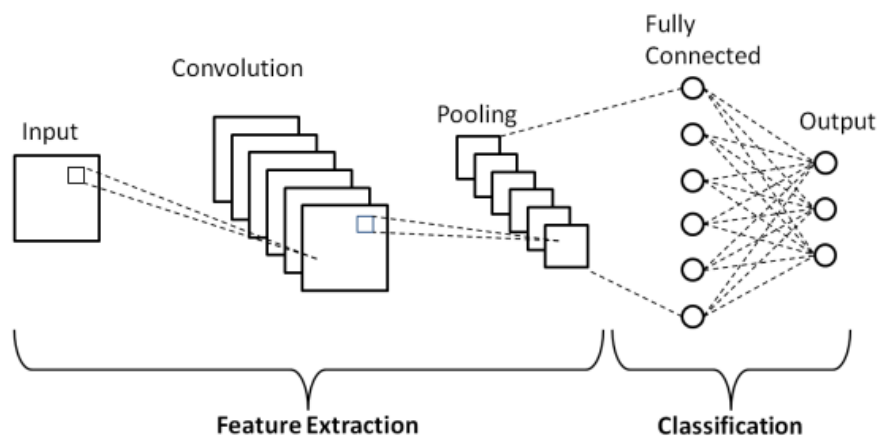 Input
Convolution
Pooling
Fully
Connected
Output
Feature Extraction
Classification